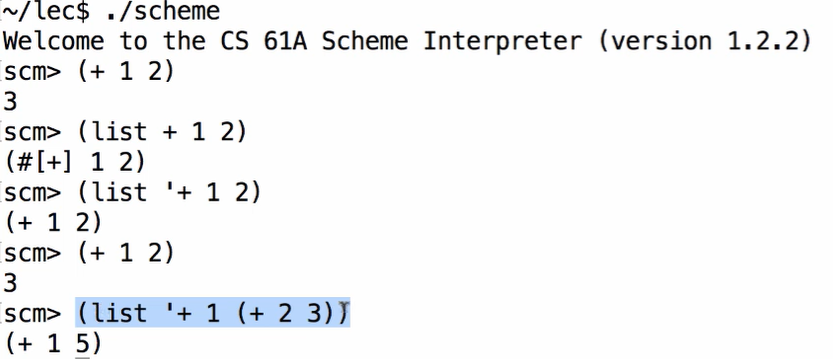 ~/lec$ ./scheme
Welcome to the CS 61A Scheme Interpreter (version 1.2.2)
scm> (+ 1 2)
3
scm> (list + 1 2)
(#[+] 1 2)
scm> (list '+ 1 2)
(+ 1 2)
scm> (+ 1 2)
3
scm> (list '+ 1 (+ 2 3))
(+ 1 5)